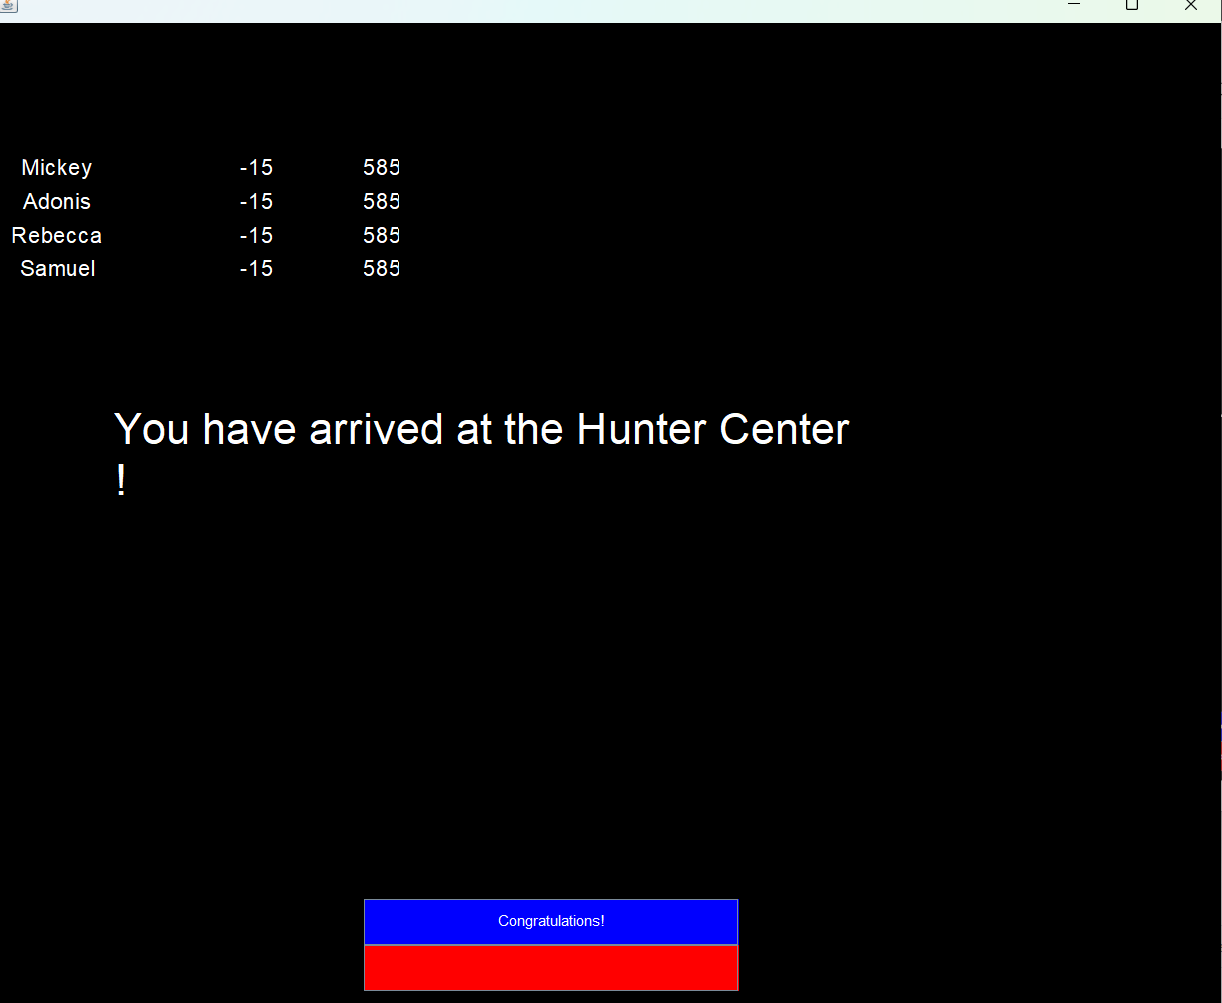 Mickey -15 585
Adonis -15 585
Rebecca -15 585
Samuel -15 585
You have arrived at the Hunter Center
!
Congratulations!